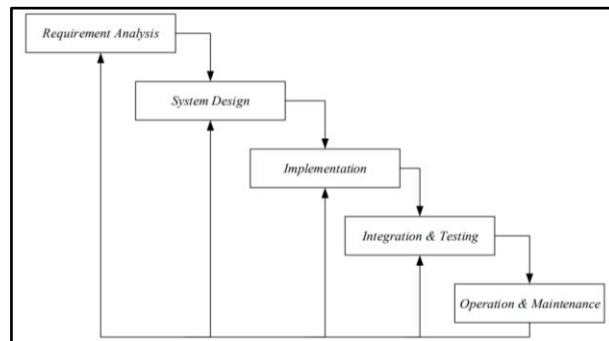 Requirement Analysis
System Design
Implementation
Integration & Testing
Operation & Maintenance